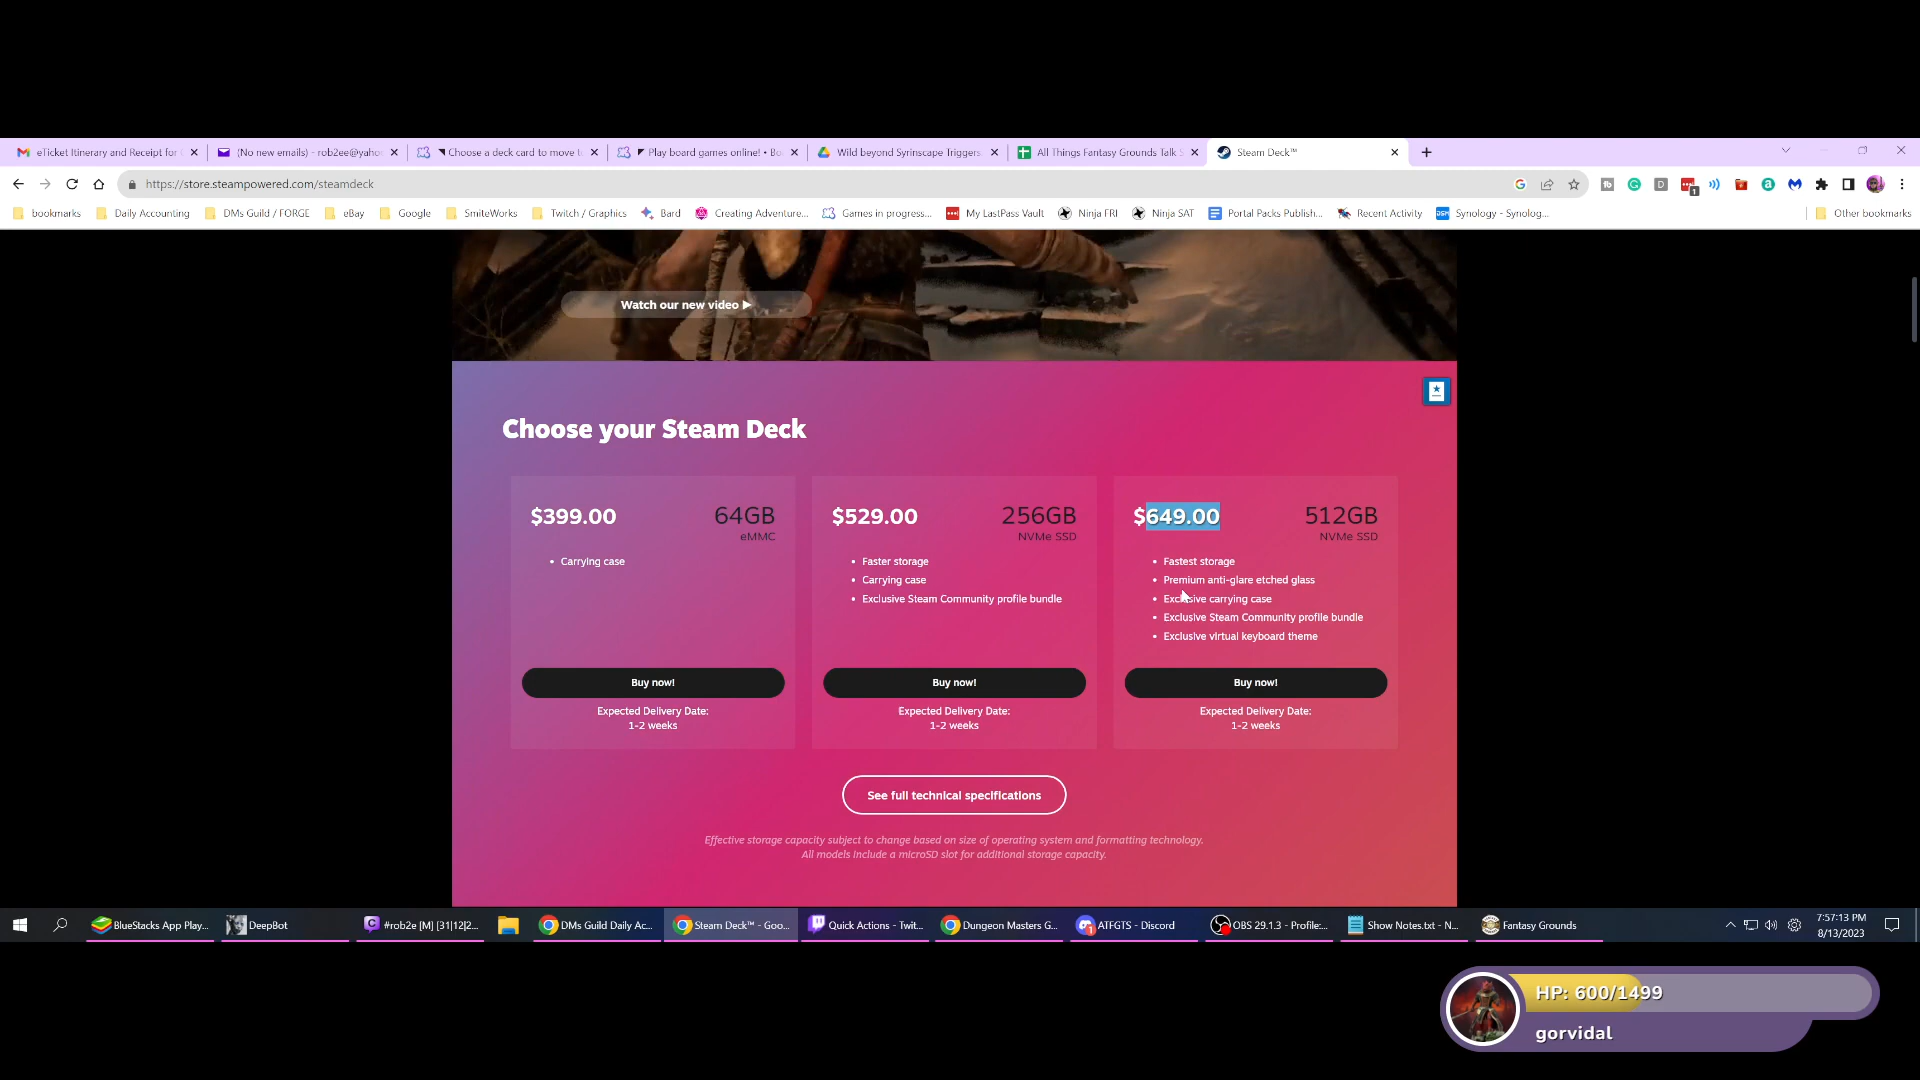 eTicket Itinerary and Receipt for
(No new emails) - rob2ee@yaho
Choose a deck card to move t
Play board games online! • Bo
Wild beyond Syrinscape Triggers.
All Things Fantasy Grounds Talk S
Steam Deck™
https://store.steampowered.com/steamdeck
bookmarks
Daily Accounting
DMs Guild / FORGE
eBay
Google
SmiteWorks
Twitch / Graphics
Bard
Creating Adventure...
Games in progress...
My LastPass Vault
Ninja FRI
Ninja SAT
Portal Packs Publish...
Recent Activity
Synology - Synolog...
Other bookmarks
Watch our new video ▶
Choose your Steam Deck
$399.00
64GB
eMMC
• Carrying case
Buy now!
Expected Delivery Date:
1-2 weeks
$529.00
256GB
NVMe SSD
• Faster storage
• Carrying case
• Exclusive Steam Community profile bundle
Buy now!
Expected Delivery Date:
1-2 weeks
$649.00
512GB
NVMe SSD
• Fastest storage
• Premium anti-glare etched glass
• Exclusive carrying case
• Exclusive Steam Community profile bundle
• Exclusive virtual keyboard theme
Buy now!
Expected Delivery Date:
1-2 weeks
See full technical specifications
Effective storage capacity subject to change based on size of operating system and formatting technology.
All models include a microSD slot for additional storage capacity.
BlueStacks App Play...
DeepBot
#rob2e [M] [31|12|2...
DMs Guild Daily Ac...
Steam Deck™ - Goo...
Quick Actions - Twit...
Dungeon Masters G...
ATFGTS - Discord
OBS 29.1.3 - Profile:...
Show Notes.txt - N...
Fantasy Grounds
7:57:13 PM
8/13/2023
HP: 600/1499
gorvidal